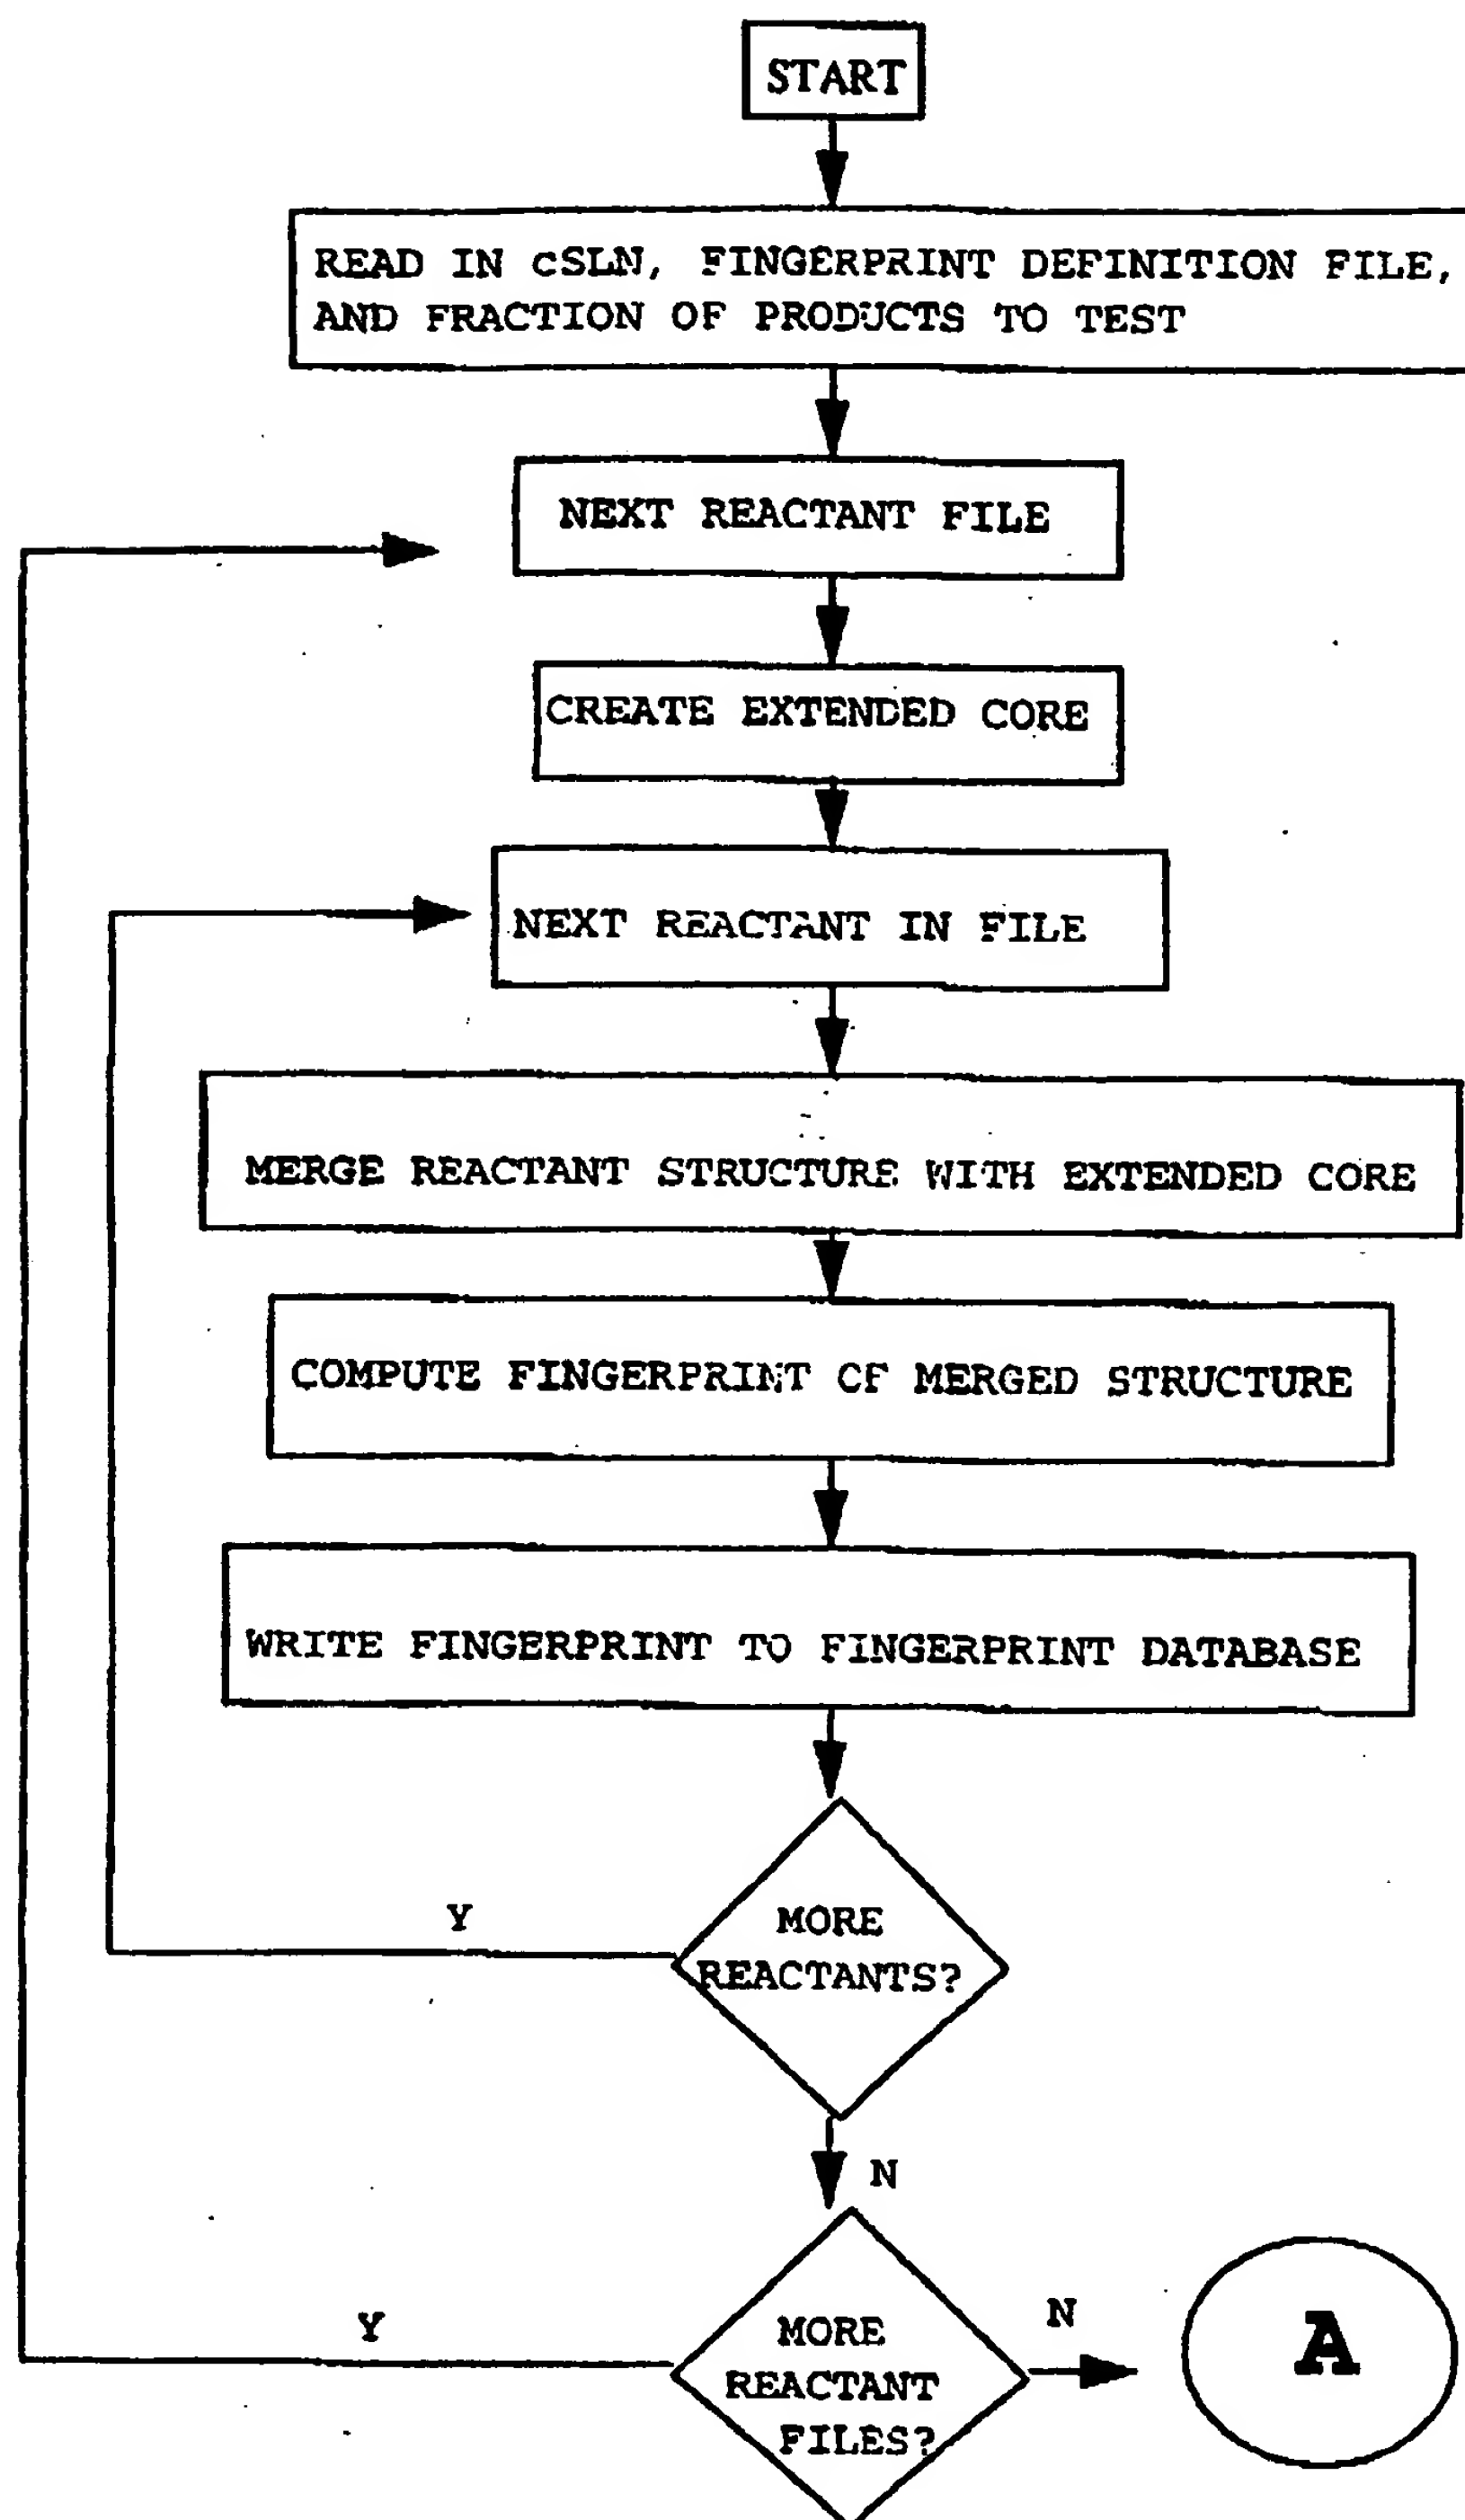 START
READ IN cSLN, FINGERPRINT DEFINITION FILE,
AND FRACTION OF PRODUCTS TO TEST
NEXT REACTANT FILE
CREATE EXTENDED CORE
NEXT REACTANT IN FILE
MERGE REACTANT STRUCTURE WITH EXTENDED CORE
COMPUTE FINGERPRINT OF MERGED STRUCTURE
WRITE FINGERPRINT TO FINGERPRINT DATABASE
Y
MORE
REACTANTS?
N
Y
MORE
REACTANT
FILES?
N
A